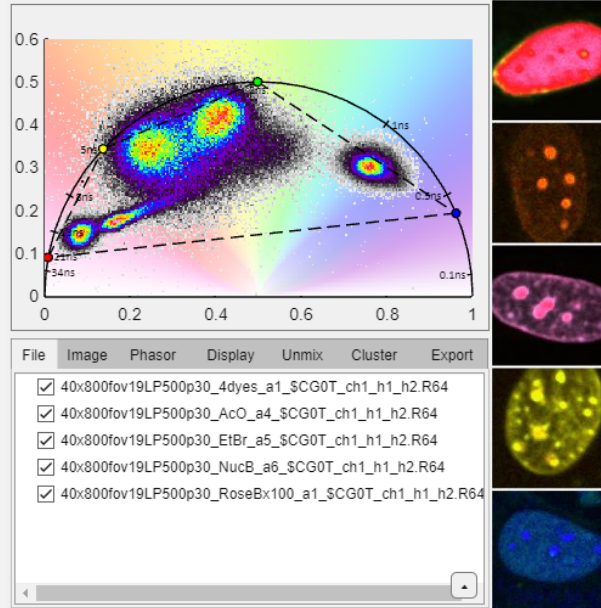 0.6
0.5
0.4
0.3
0.2
0.1
0
5ns
1ns
0.5ns
21ns
34ns
0.1ns
0 0.2 0.4 0.6 0.8 1
File Image Phasor Display Unmix Cluster Export
40x800fov19LP500p30_4dyes_a1_$CG0T_ch1_h1_h2.R64
40x800fov19LP500p30_AcO_a4_$CG0T_ch1_h1_h2.R64
40x800fov19LP500p30_EtBr_a5_$CG0T_ch1_h1_h2.R64
40x800fov19LP500p30_NucB_a6_$CG0T_ch1_h1_h2.R64
40x800fov19LP500p30_RoseBx100_a1_$CG0T_ch1_h1_h2.R64